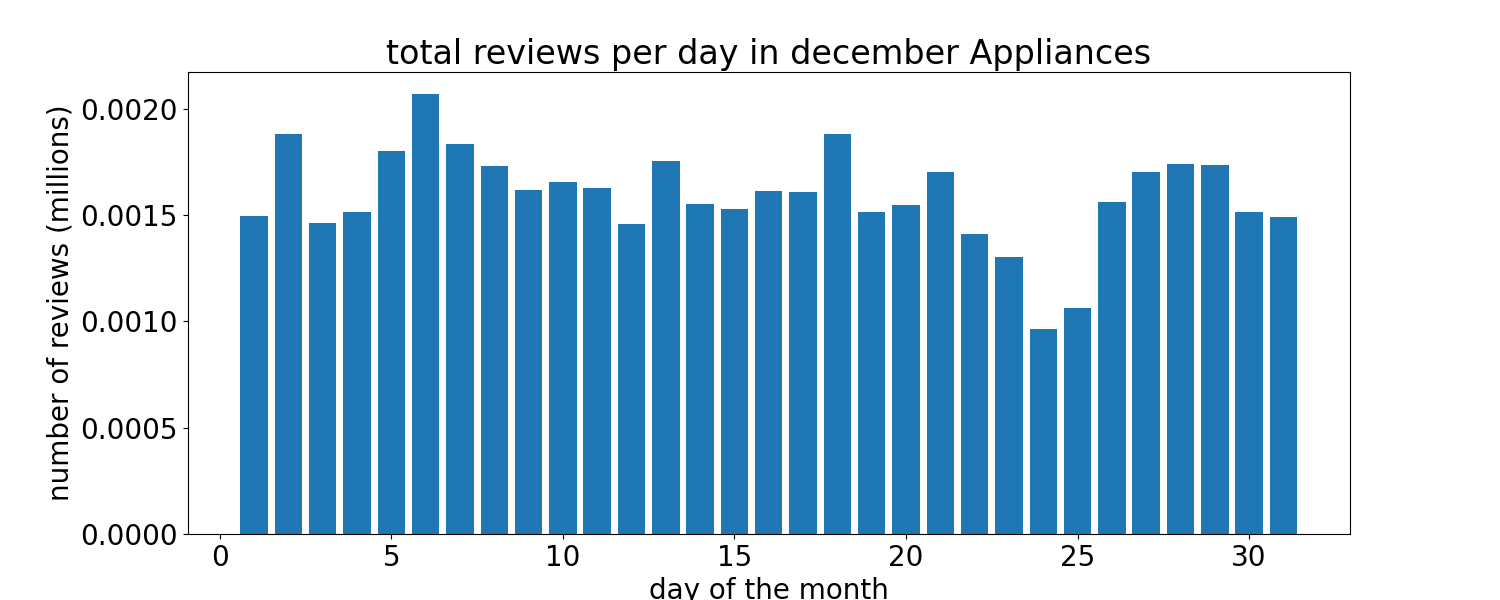 total reviews per day in december Appliances
number of reviews (millions)
0.0020
0.0015
0.0010
0.0005
0.0000
0 5 10 15 20 25 30
day of the month